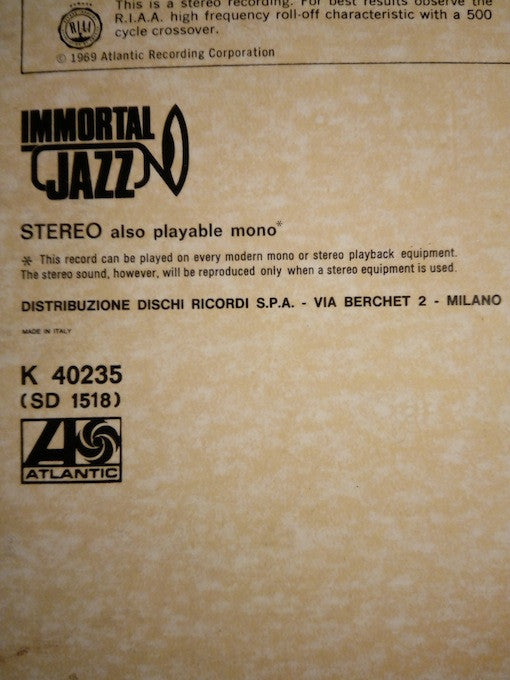 This is a stereo recording. For best results observe the
R.I.A.A. high frequency roll-off characteristic with a 500
cycle crossover.
RIAA
© 1969 Atlantic Recording Corporation
IMMORTAL
JAZZ
STEREO also playable mono*
* This record can be played on every modern mono or stereo playback equipment.
The stereo sound, however, will be reproduced only when a stereo equipment is used.
DISTRIBUZIONE DISCHI RICORDI S.P.A. - VIA BERCHET 2 - MILANO
MADE IN ITALY
K 40235
(SD 1518)
ATLANTIC